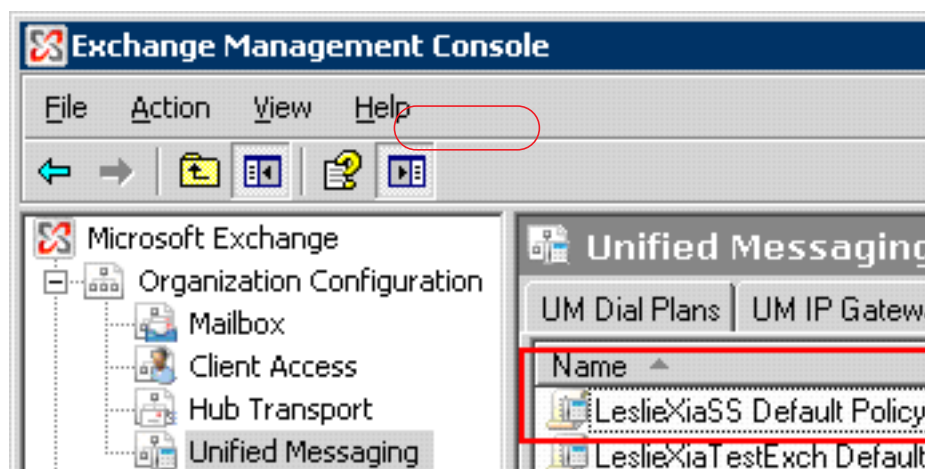 Exchange Management Console
File Action View Help
Microsoft Exchange
Organization Configuration
Mailbox
Client Access
Hub Transport
Unified Messaging
Unified Messaging
UM Dial Plans UM IP Gatew
Name
LeslieXiaSS Default Policy
LeslieXiaTestExch Default